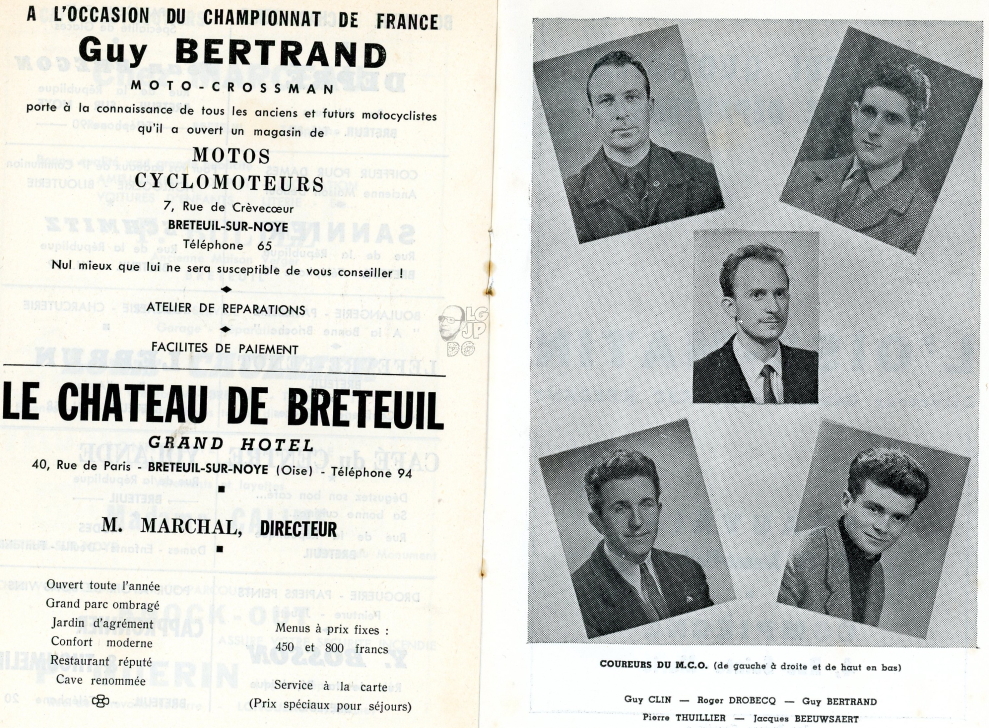 A L'OCCASION DU CHAMPIONNAT DE FRANCE
Guy BERTRAND
MOTO-CROSSMAN
porte à la connaissance de tous les anciens et futurs motocyclistes
qu'il a ouvert un magasin de
MOTOS
CYCLOMOTEURS
7, Rue de Crèvecœur
BRETEUIL-SUR-NOYE
Téléphone 65
Nul mieux que lui ne sera susceptible de vous conseiller !
ATELIER DE REPARATIONS
FACILITES DE PAIEMENT
LE CHATEAU DE BRETEUIL
GRAND HOTEL
40, Rue de Paris - BRETEUIL-SUR-NOYE (Oise) - Téléphone 94
M. MARCHAL, DIRECTEUR
Ouvert toute l'année
Grand parc ombragé
Jardin d'agrément
Confort moderne
Restaurant réputé
Cave renommée
Menus à prix fixes :
450 et 800 francs
Service à la carte
(Prix spéciaux pour séjours)
LG
JP
DG
COUREURS DU M.C.O. (de gauche à droite et de haut en bas)
Guy CLIN — Roger DROBECQ — Guy BERTRAND
Pierre THUILLIER — Jacques BEEUWSAERT